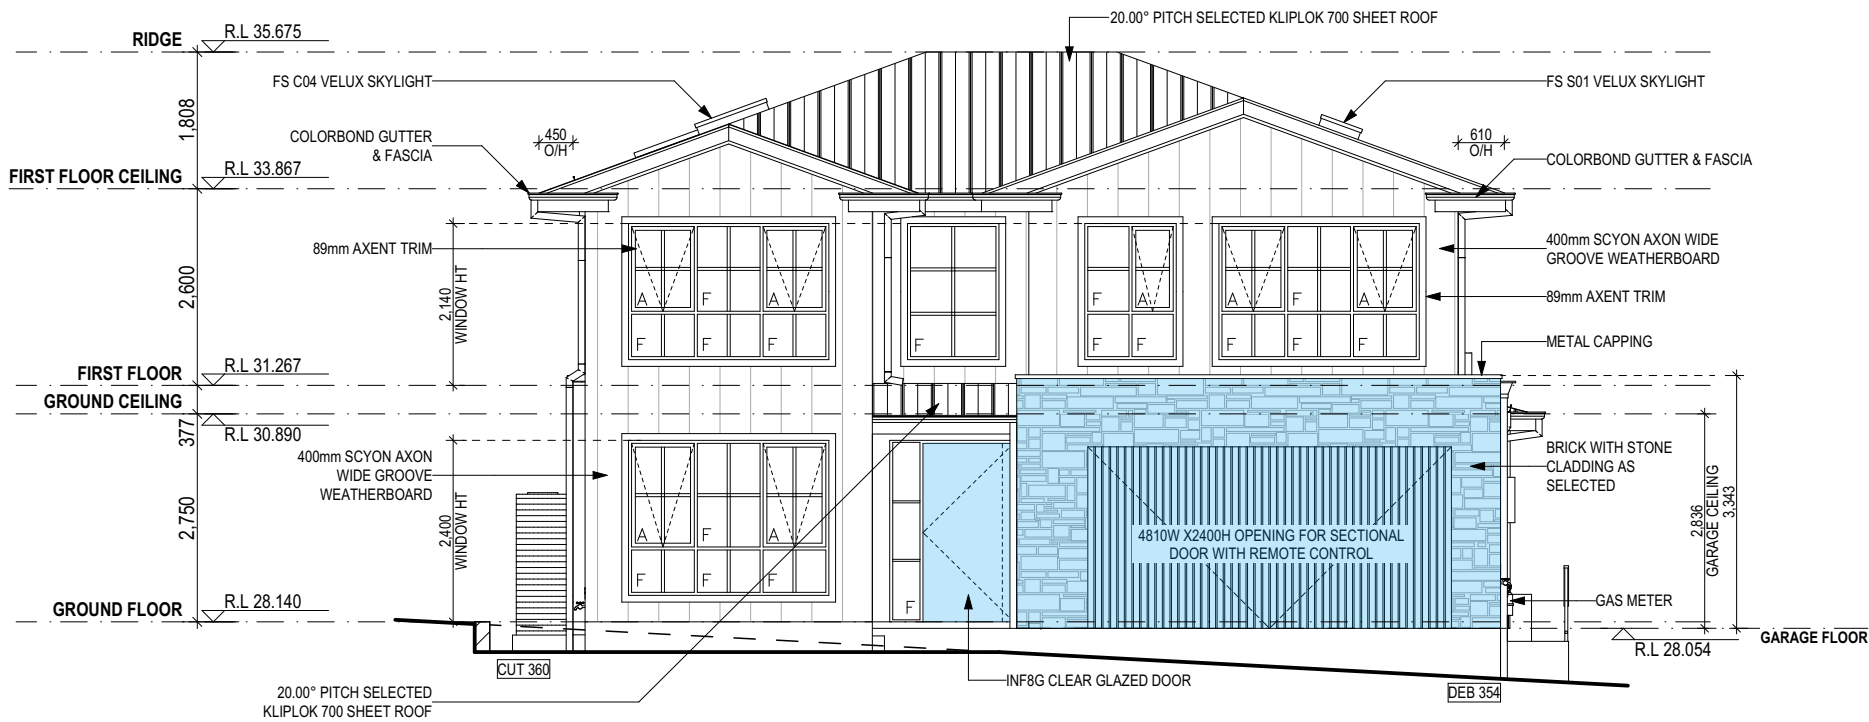 20.00° PITCH SELECTED KLIPLOK 700 SHEET ROOF
RIDGE
R.L 35.675
FS C04 VELUX SKYLIGHT
FS S01 VELUX SKYLIGHT
1,808
COLORBOND GUTTER
& FASCIA
450
O/H
610
O/H
COLORBOND GUTTER & FASCIA
FIRST FLOOR CEILING
R.L 33.867
89mm AXENT TRIM
400mm SCYON AXON WIDE
GROOVE WEATHERBOARD
2,600
2,140
WINDOW HT
A F A
F A
A F A
89mm AXENT TRIM
F F F
F
F F
F F F
METAL CAPPING
FIRST FLOOR
R.L 31.267
GROUND CEILING
377
R.L 30.890
400mm SCYON AXON
WIDE GROOVE
WEATHERBOARD
BRICK WITH STONE
CLADDING AS
SELECTED
2,750
2,400
WINDOW HT
A F A
F F F
F
4810W X2400H OPENING FOR SECTIONAL
DOOR WITH REMOTE CONTROL
2,836
GARAGE CEILING
3,343
GROUND FLOOR
R.L 28.140
GAS METER
GARAGE FLOOR
R.L 28.054
CUT 360
INF8G CLEAR GLAZED DOOR
DEB 354
20.00° PITCH SELECTED
KLIPLOK 700 SHEET ROOF